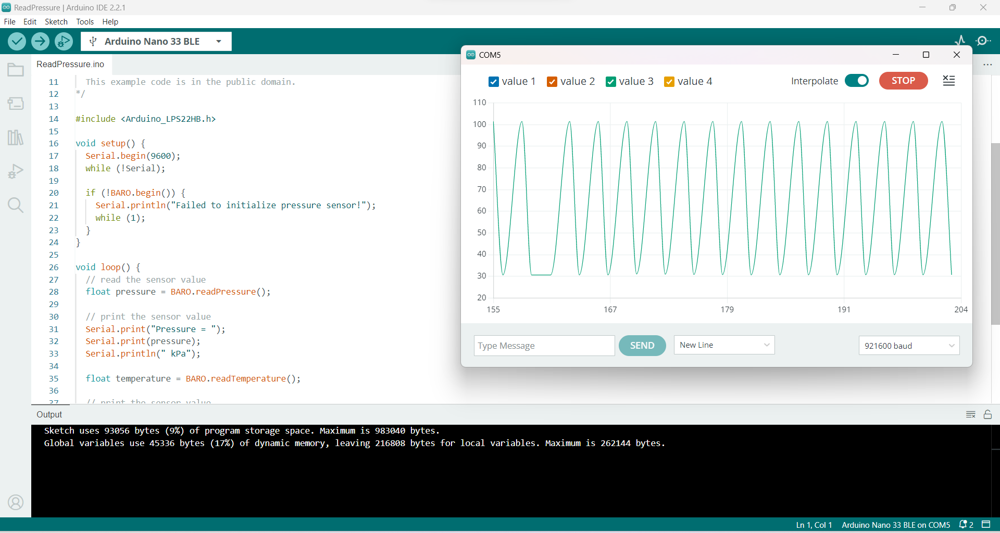 ReadPressure | Arduino IDE 2.2.1
File Edit Sketch Tools Help
Arduino Nano 33 BLE
ReadPressure.ino
11 This example code is in the public domain.
12 */
13
14 #include <Arduino_LPS22HB.h>
15
16 void setup() {
17 Serial.begin(9600);
18 while (!Serial);
19
20 if (!BARO.begin()) {
21 Serial.println("Failed to initialize pressure sensor!");
22 while (1);
23 }
24 }
25
26 void loop() {
27 // read the sensor value
28 float pressure = BARO.readPressure();
29
30 // print the sensor value
31 Serial.print("Pressure = ");
32 Serial.print(pressure);
33 Serial.println(" kPa");
34
35 float temperature = BARO.readTemperature();
36
37 // print the sensor value
COM5
value 1 value 2 value 3 value 4 Interpolate STOP
110
100
90
80
70
60
50
40
30
20
155 167 179 191 204
Type Message SEND New Line 921600 baud
Output
Sketch uses 93056 bytes (9%) of program storage space. Maximum is 983040 bytes.
Global variables use 45336 bytes (17%) of dynamic memory, leaving 216808 bytes for local variables. Maximum is 262144 bytes.
Ln 1, Col 1 Arduino Nano 33 BLE on COM5 2